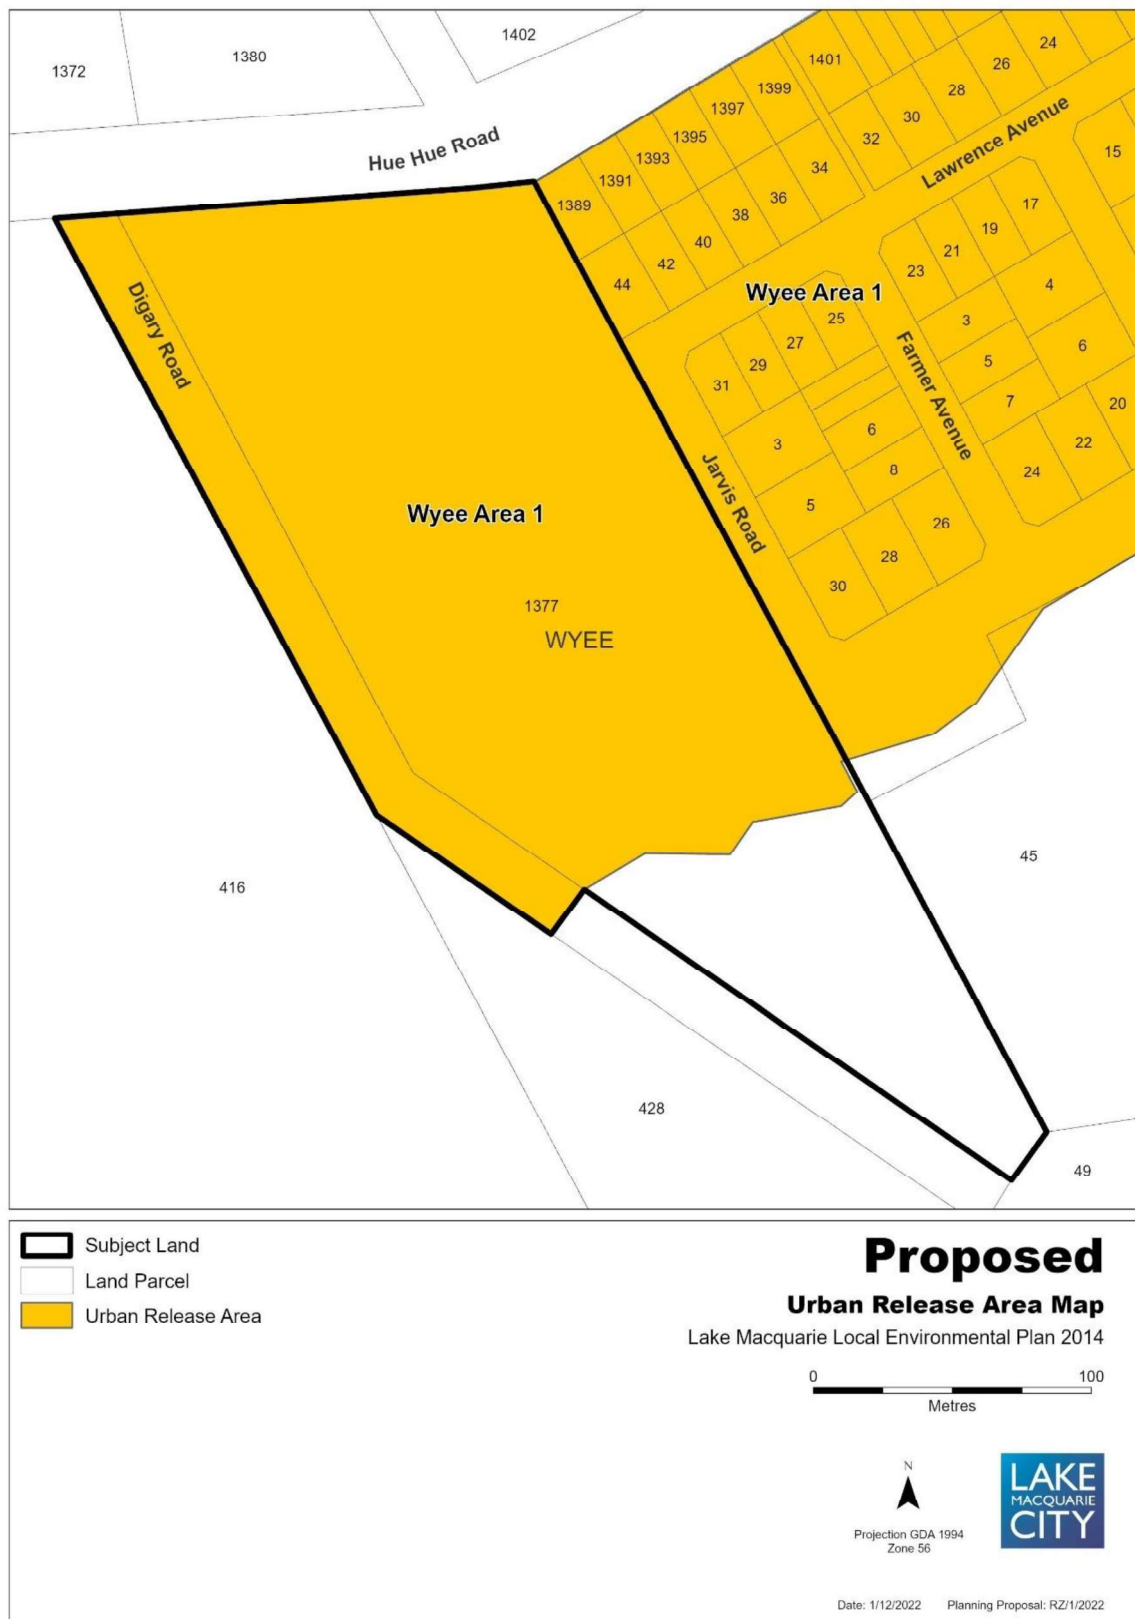 1402
1380
1372
24
26
1401
28
1399
30
1397
32
1395
Lawrence Avenue
Hue Hue Road
15
1393
34
1391
36
17
1389
38
19
40
21
42
23
44
4
Wyee Area 1
Digary Road
25
3
27
6
5
29
Farmer Avenue
31
7
20
6
3
22
8
24
Jarvis Road
5
Wyee Area 1
26
28
30
1377
WYEE
45
416
428
49
Subject Land
Land Parcel
Urban Release Area
Proposed
Urban Release Area Map
Lake Macquarie Local Environmental Plan 2014
0 100
Metres
N
Projection GDA 1994
Zone 56
LAKE
MACQUARIE
CITY
Date: 1/12/2022 Planning Proposal: RZ/1/2022